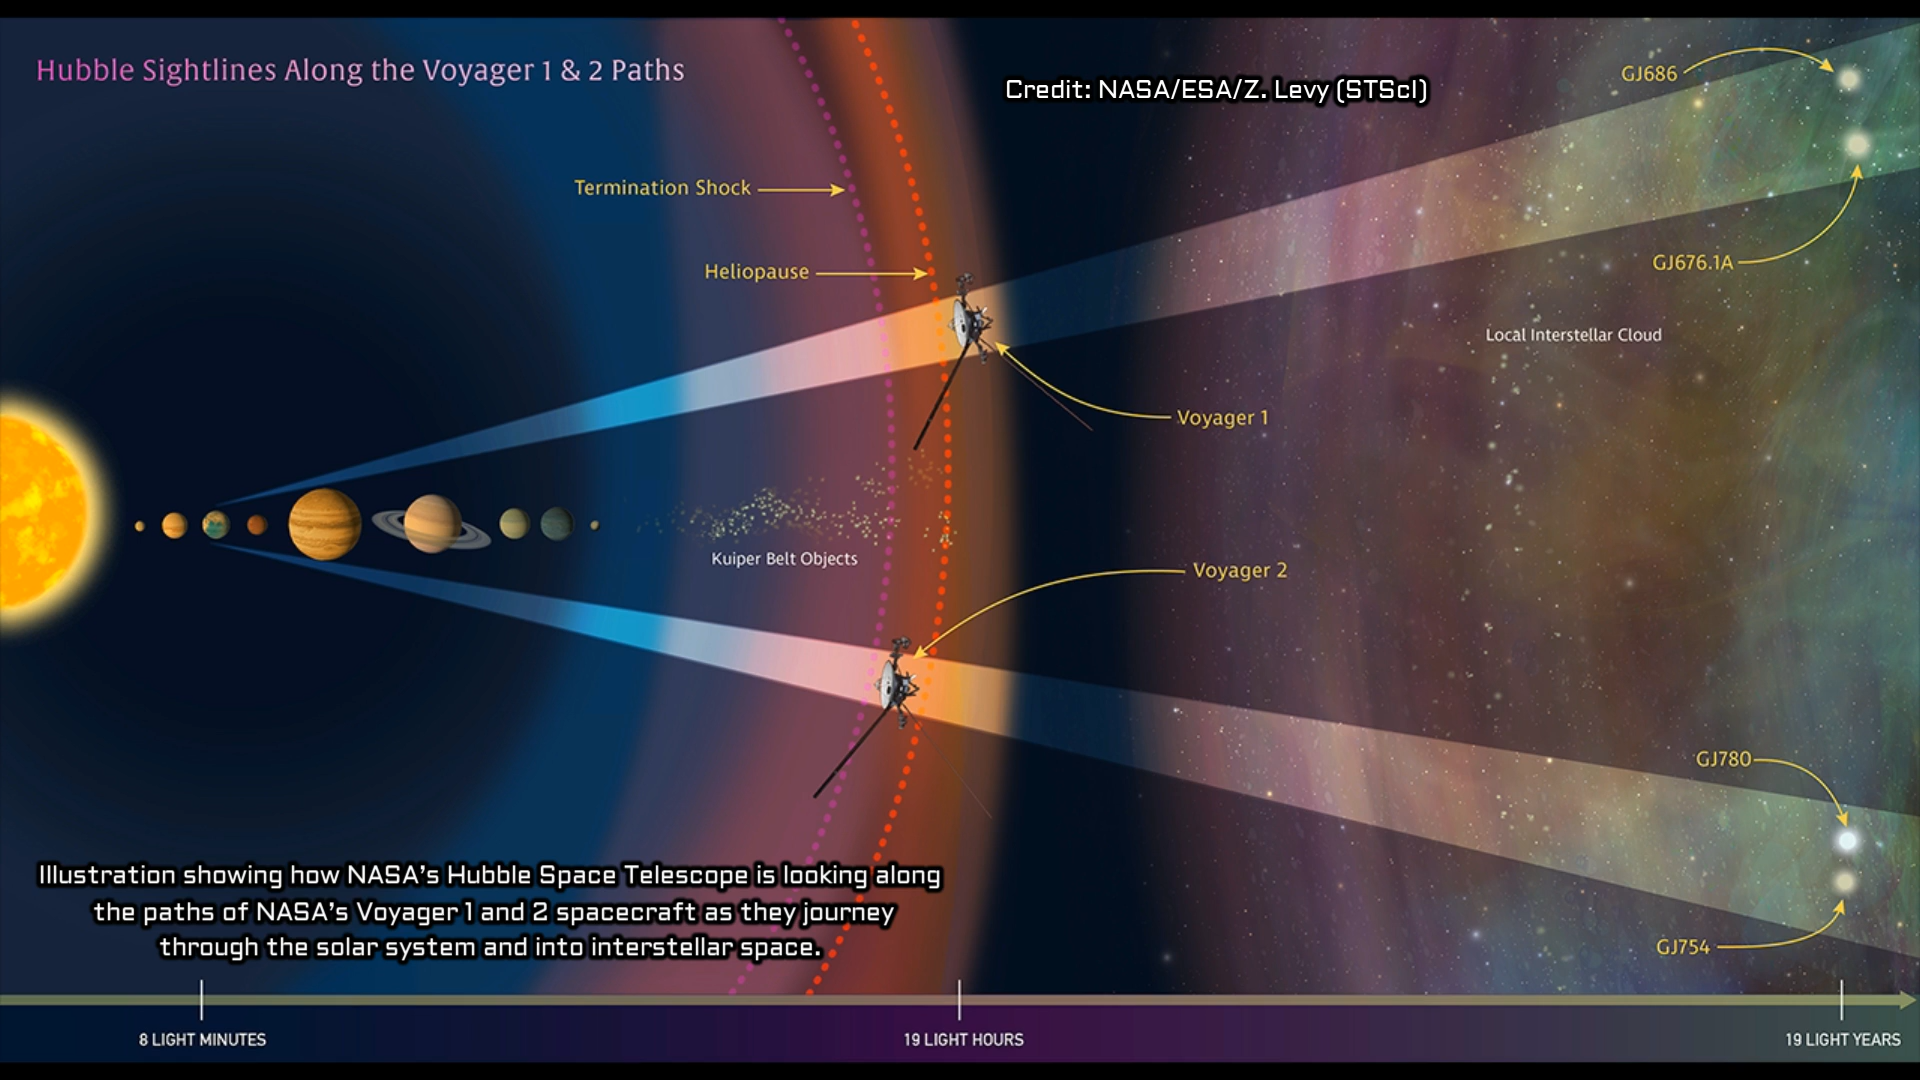 Hubble Sightlines Along the Voyager 1 & 2 Paths
Credit: NASA/ESA/Z. Levy (STScI)
GJ686
Termination Shock
Heliopause
GJ676.1A
Local Interstellar Cloud
Voyager 1
Kuiper Belt Objects
Voyager 2
GJ780
GJ754
Illustration showing how NASA's Hubble Space Telescope is looking along
the paths of NASA's Voyager 1 and 2 spacecraft as they journey
through the solar system and into interstellar space.
8 LIGHT MINUTES
19 LIGHT HOURS
19 LIGHT YEARS